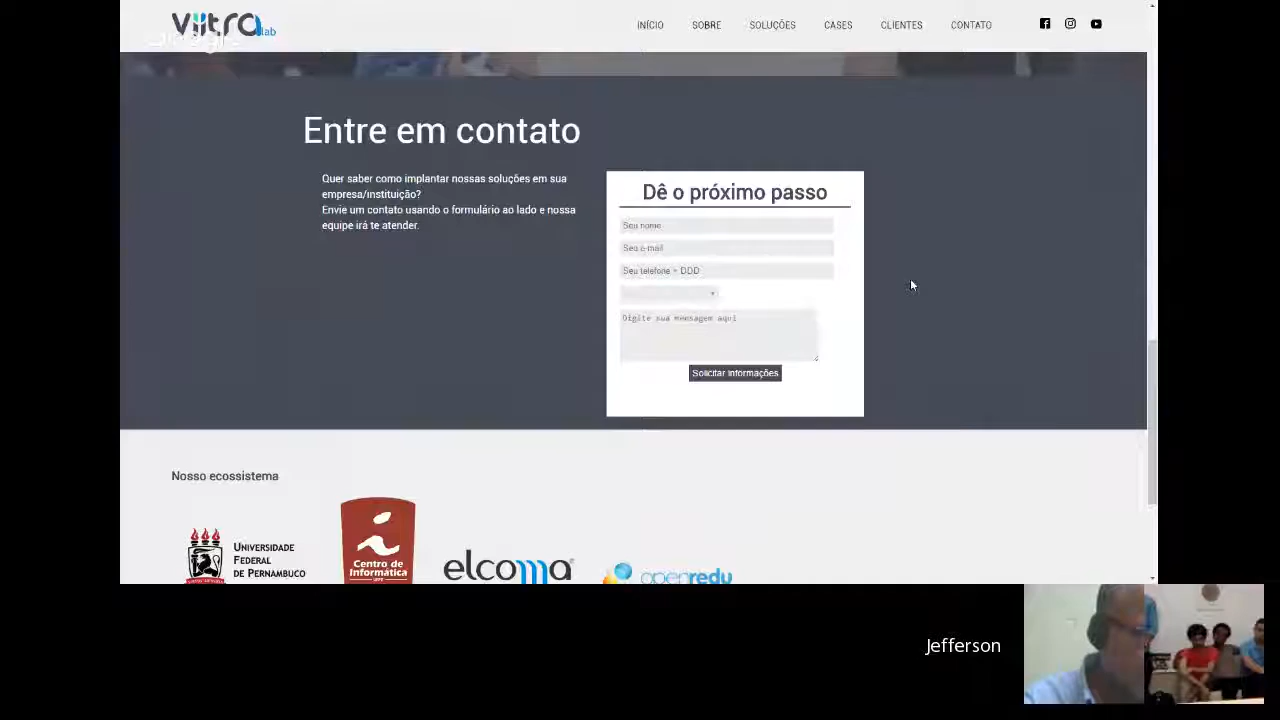 Viitra lab
INÍCIO SOBRE SOLUÇÕES CASES CLIENTES CONTATO
Entre em contato
Quer saber como implantar nossas soluções em sua
empresa/instituição?
Envie um contato usando o formulário ao lado e nossa
equipe irá te atender.
Dê o próximo passo
Seu nome
Seu e-mail
Seu telefone + DDD
Digite sua mensagem aqui
Solicitar informações
Nosso ecossistema
UNIVERSIDADE
FEDERAL
DE PERNAMBUCO
Centro de
Informática
UFPE
elcoma
openredu
Jefferson